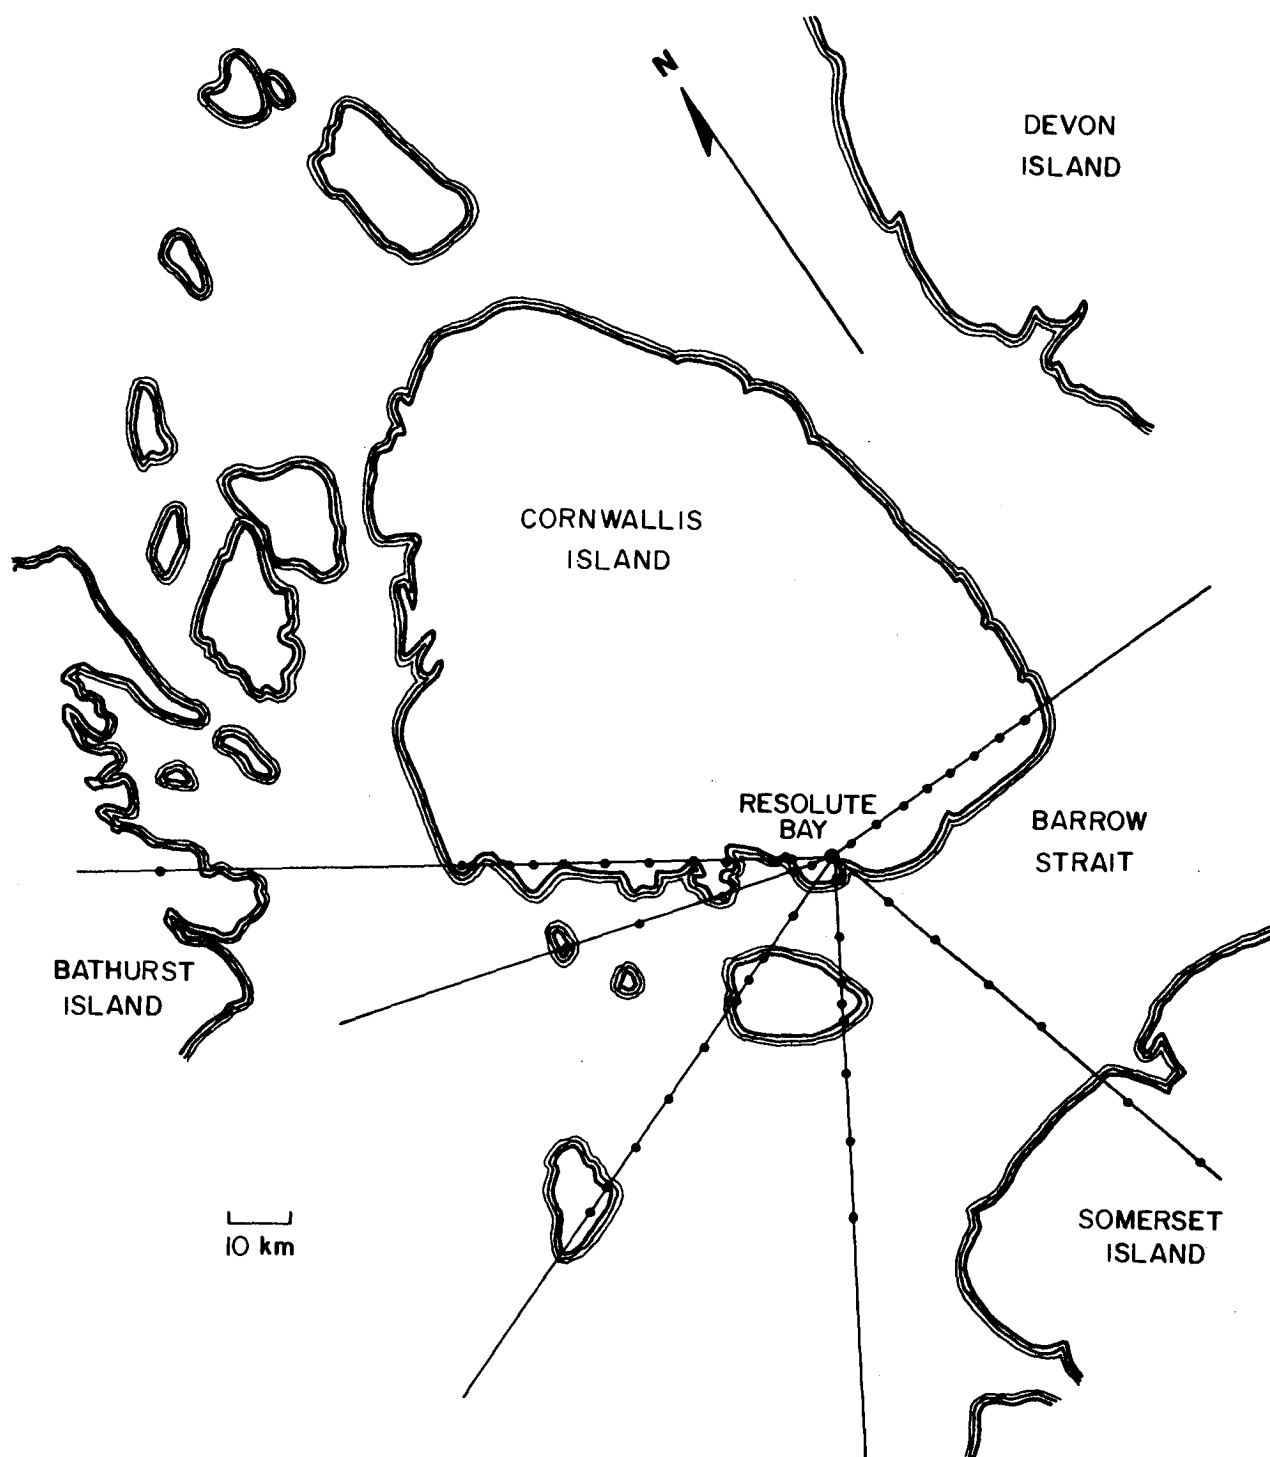 N
DEVON
ISLAND
CORNWALLIS
ISLAND
RESOLUTE
BAY
BARROW
STRAIT
BATHURST
ISLAND
10 km
SOMERSET
ISLAND